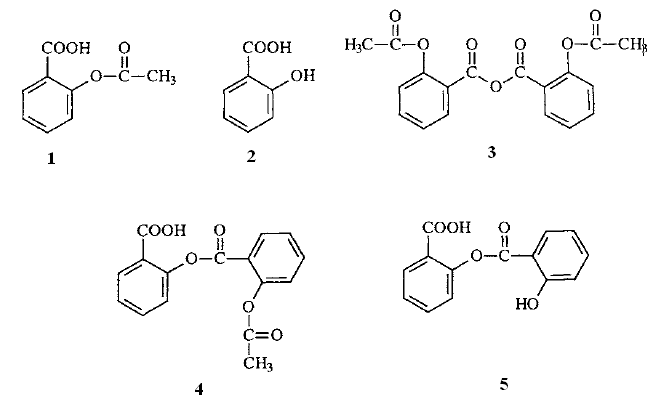 COOH O O O O
O—C—CH₃ COOH H₃C—C—O O O O—C—CH₃
OH C C
O
1 2 3
COOH O COOH O
O—C O—C
O HO
C=O
CH₃
4 5